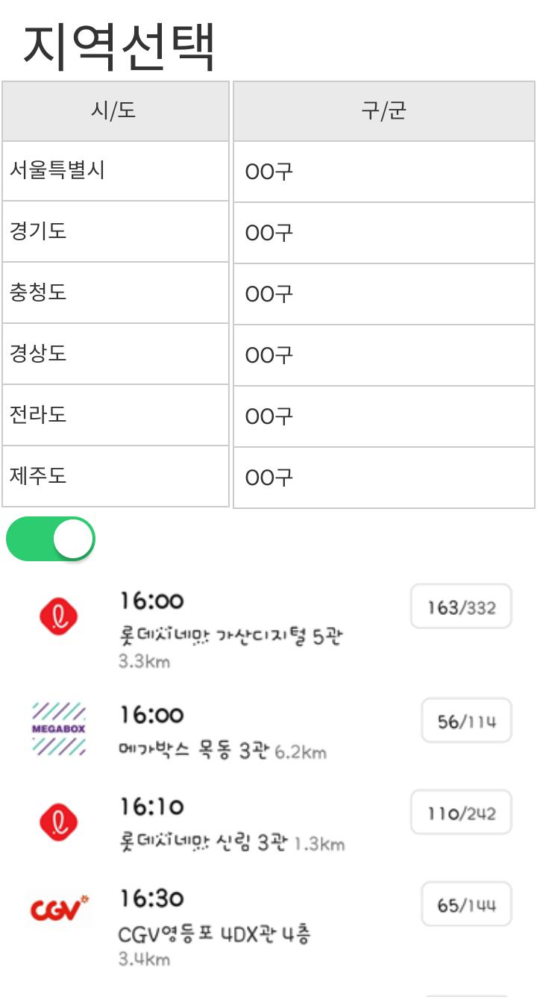 지역선택
시/도 구/군
서울특별시 OO구
경기도 OO구
충청도 OO구
경상도 OO구
전라도 OO구
제주도 OO구
16:00 163/332
롯데시네마 가산디지털 5관
3.3km
MEGABOX
16:00 56/114
메가박스 목동 3관 6.2km
16:10 110/242
롯데시네마 신림 3관 1.3km
CGV
16:30 65/144
CGV영등포 4DX관 4층
3.4km